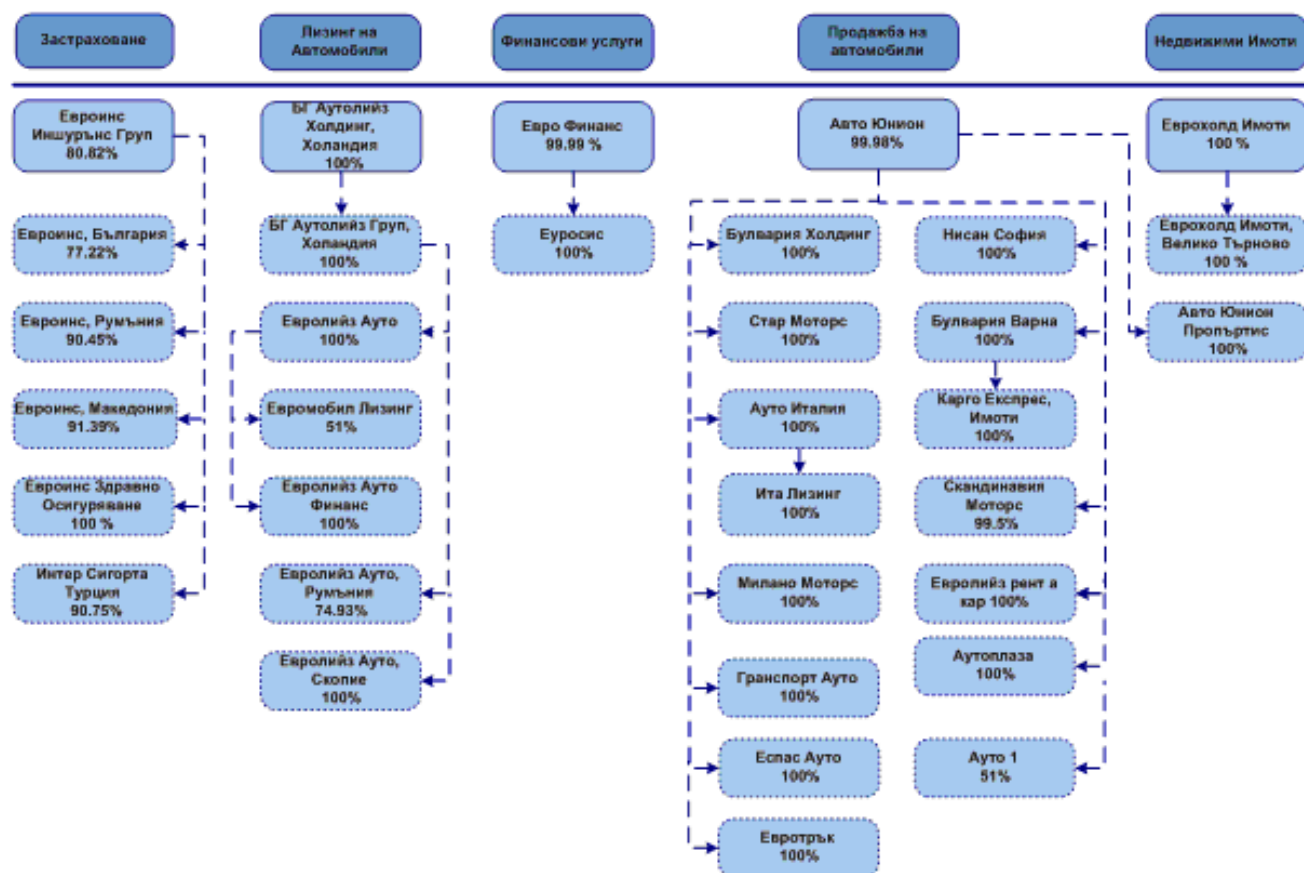 Застраховане
Лизинг на
Автомобили
Финансови услуги
Продажба на
автомобили
Недвижими Имоти
Евроинс
Иншурънс Груп
80.82%
БГ Аутолийз
Холдинг,
Холандия
100%
Евро Финанс
99.99 %
Авто Юнион
99.98%
Еврохолд Имоти
100 %
Евроинс, България
77.22%
БГ Аутолийз Груп,
Холандия
100%
Еуросис
100%
Булвария Холдинг
100%
Нисан София
100%
Еврохолд Имоти,
Велико Търново
100 %
Евроинс, Румъния
90.45%
Евролийз Ауто
100%
Стар Моторс
100%
Булвария Варна
100%
Авто Юнион
Пропъртис
100%
Евроинс, Македония
91.39%
Евромобил Лизинг
51%
Ауто Италия
100%
Карго Експрес,
Имоти
100%
Евроинс Здравно
Осигуряване
100 %
Евролийз Ауто
Финанс
100%
Ита Лизинг
100%
Скандинавия
Моторс
99.5%
Интер Сигорта
Турция
90.75%
Евролийз Ауто,
Румъния
74.93%
Милано Моторс
100%
Евролийз рент а
кар 100%
Евролийз Ауто,
Скопие
100%
Гранспорт Ауто
100%
Аутоплаза
100%
Еспас Ауто
100%
Ауто 1
51%
Евротрък
100%